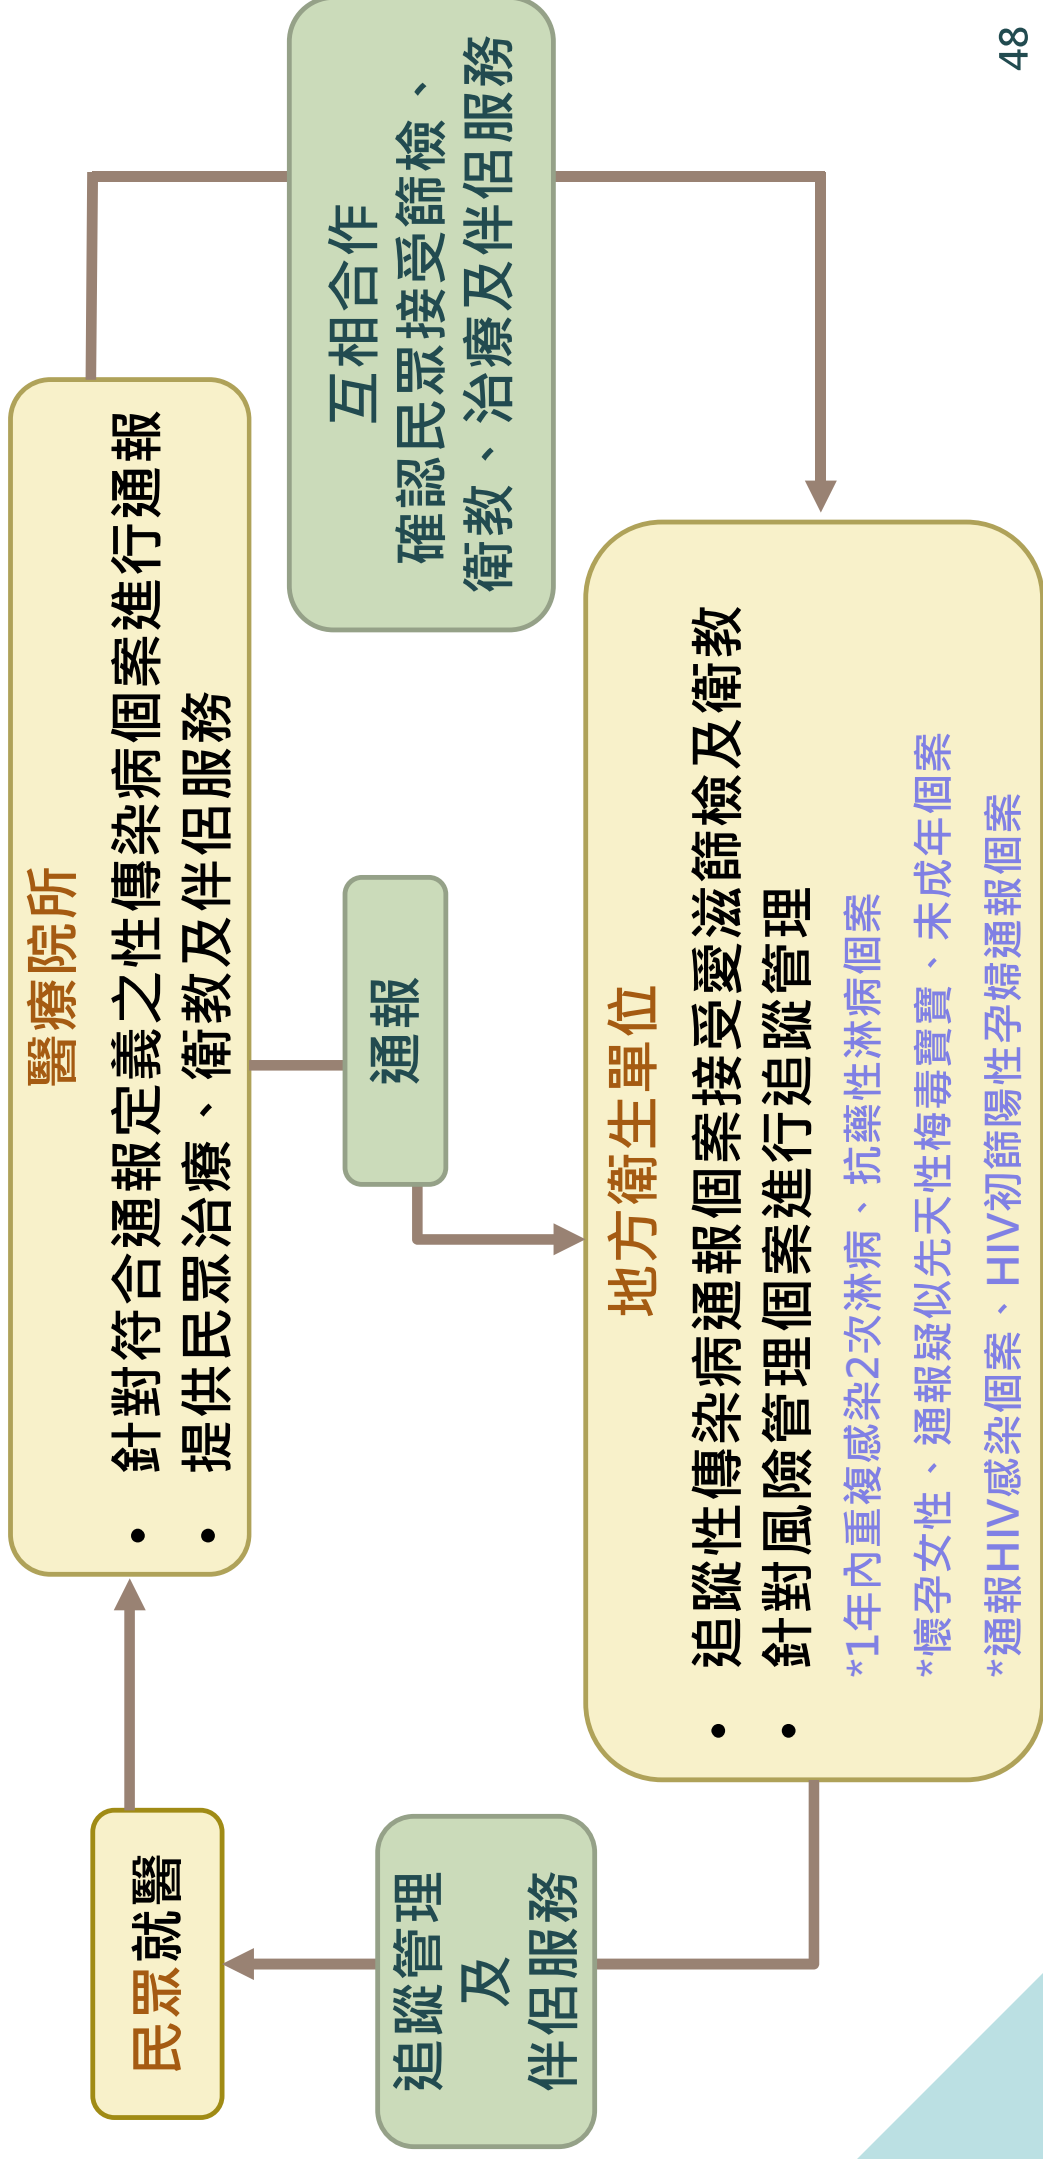 民眾就醫
醫療院所
• 針對符合通報定義之性傳染病個案進行通報
• 提供民眾治療、衛教及伴侶服務
通報
互相合作
確認民眾接受篩檢、
衛教、治療及伴侶服務
追蹤管理
及
伴侶服務
地方衛生單位
• 追蹤性傳染病通報個案接受愛滋篩檢及衛教
• 針對風險管理個案進行追蹤管理
*1年內重複感染2次淋病、抗藥性淋病個案
*懷孕女性、通報疑似先天性梅毒寶寶、未成年個案
*通報HIV感染個案、HIV初篩陽性孕婦通報個案
48